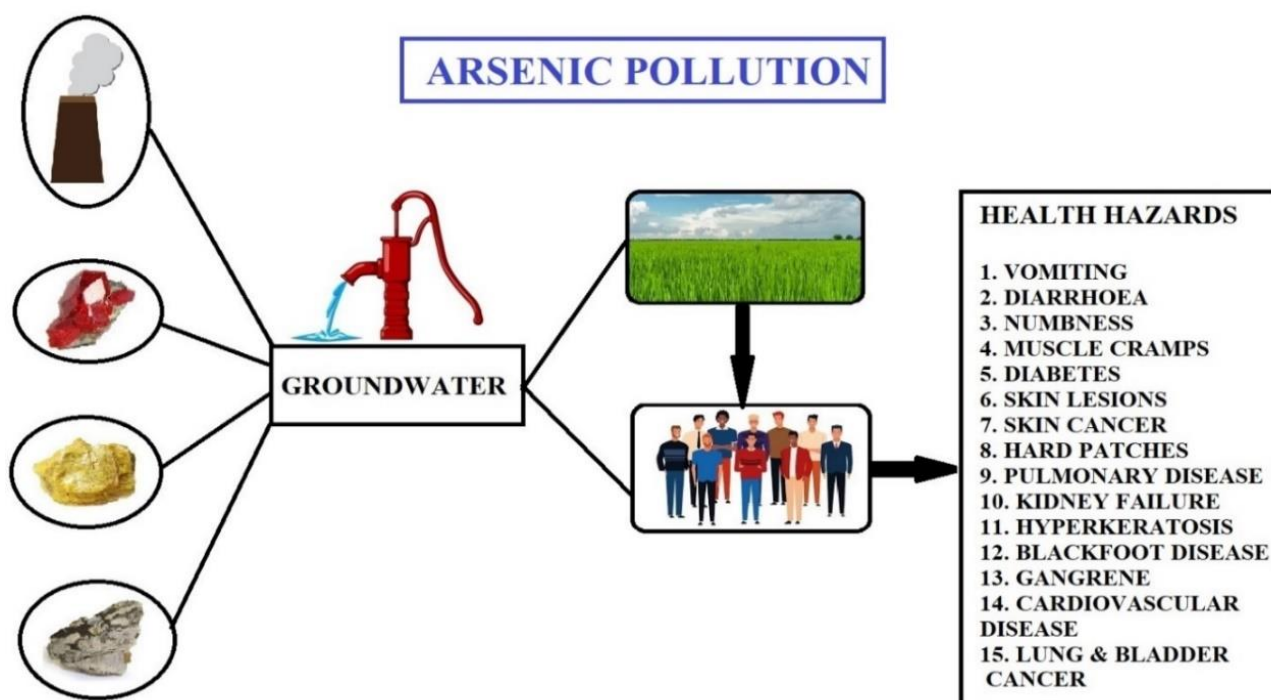 ARSENIC POLLUTION
GROUNDWATER
HEALTH HAZARDS
1. VOMITING
2. DIARRHOEA
3. NUMBNESS
4. MUSCLE CRAMPS
5. DIABETES
6. SKIN LESIONS
7. SKIN CANCER
8. HARD PATCHES
9. PULMONARY DISEASE
10. KIDNEY FAILURE
11. HYPERKERATOSIS
12. BLACKFOOT DISEASE
13. GANGRENE
14. CARDIOVASCULAR
DISEASE
15. LUNG & BLADDER
CANCER